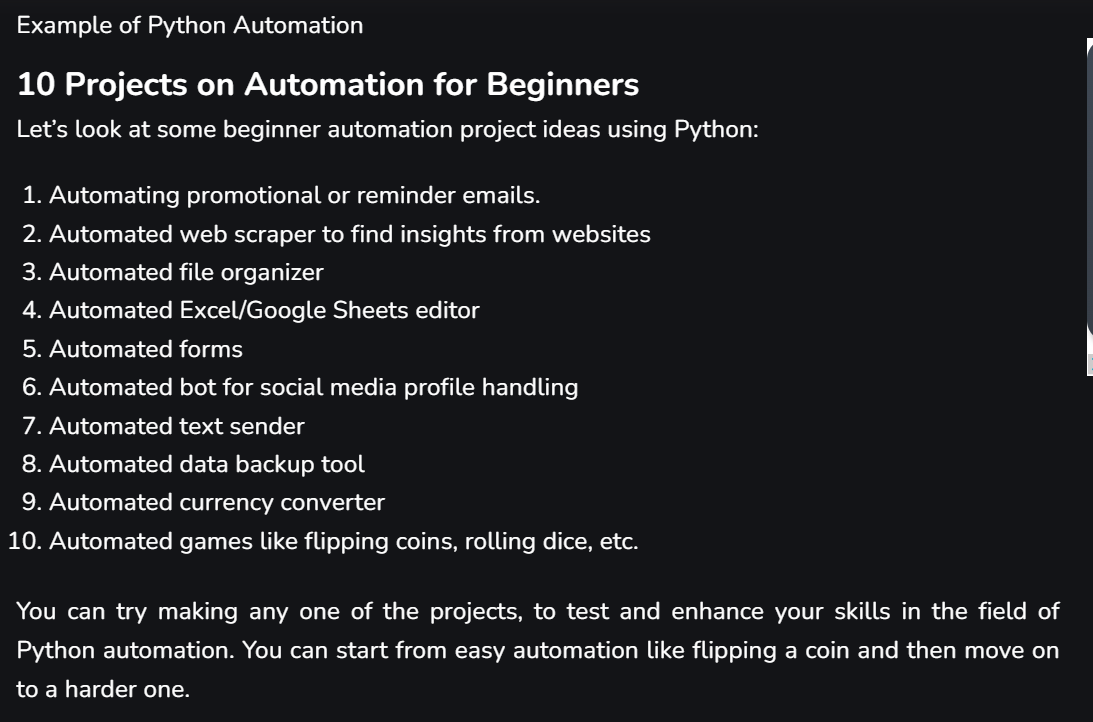 Example of Python Automation
10 Projects on Automation for Beginners
Let’s look at some beginner automation project ideas using Python:
1. Automating promotional or reminder emails.
2. Automated web scraper to find insights from websites
3. Automated file organizer
4. Automated Excel/Google Sheets editor
5. Automated forms
6. Automated bot for social media profile handling
7. Automated text sender
8. Automated data backup tool
9. Automated currency converter
10. Automated games like flipping coins, rolling dice, etc.
You can try making any one of the projects, to test and enhance your skills in the field of
Python automation. You can start from easy automation like flipping a coin and then move on
to a harder one.